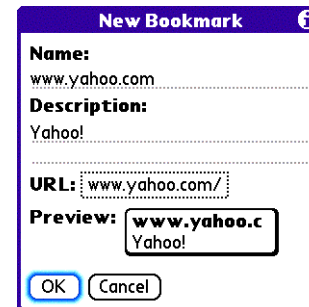 New Bookmark i
Name:
www.yahoo.com
Description:
Yahoo!
URL: www.yahoo.com/
Preview: www.yahoo.c
Yahoo!
OK Cancel